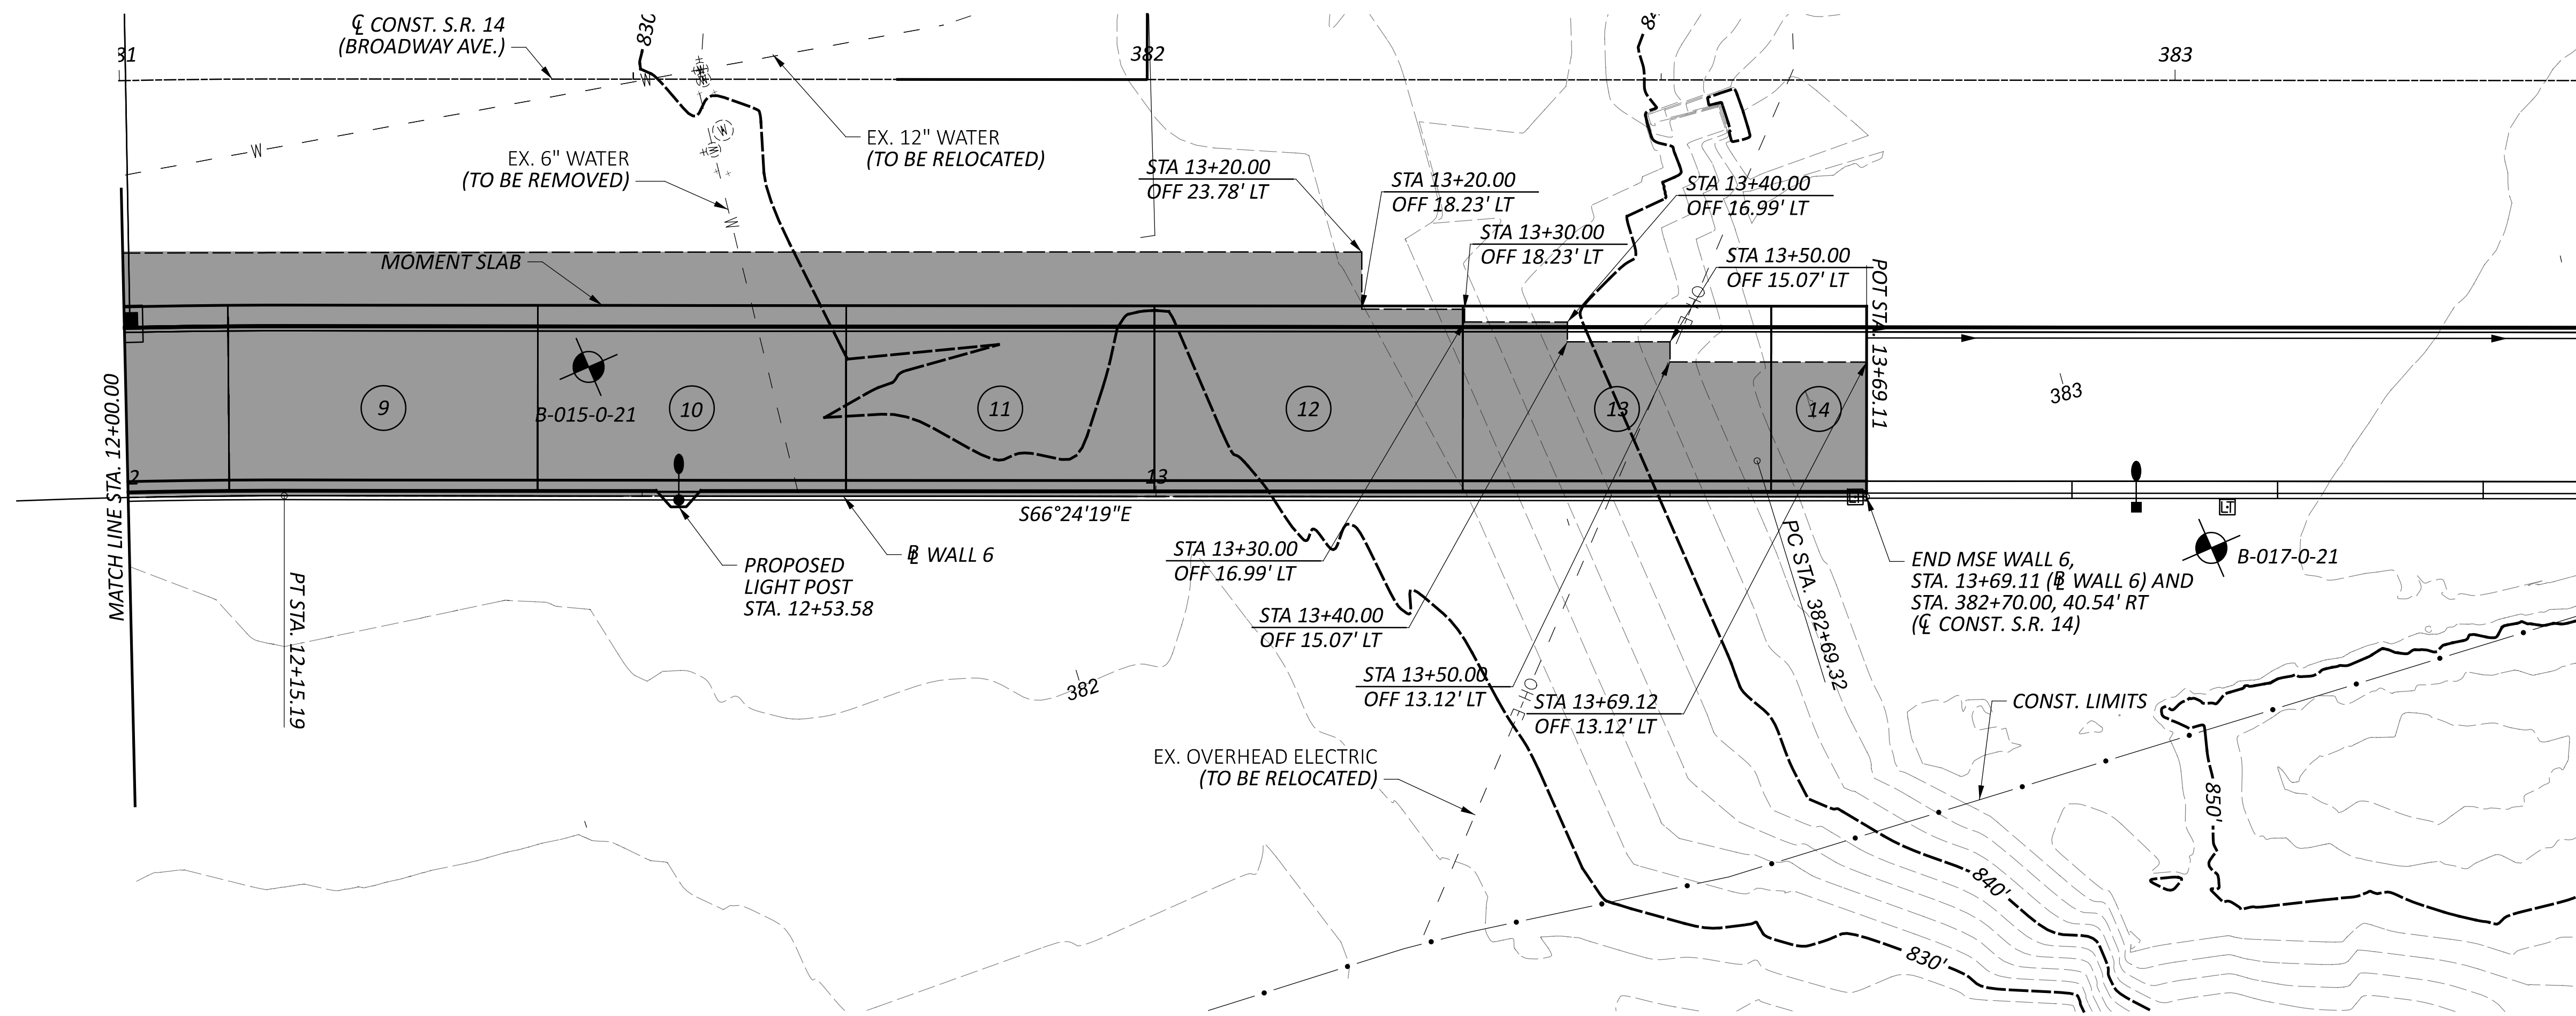 ℄ CONST. S.R. 14
(BROADWAY AVE.)
830
382
383
EX. 12" WATER
(TO BE RELOCATED)
EX. 6" WATER
(TO BE REMOVED)
W
W
W
W
W
STA 13+20.00
OFF 23.78' LT
STA 13+20.00
OFF 18.23' LT
STA 13+40.00
OFF 16.99' LT
STA 13+30.00
OFF 18.23' LT
STA 13+50.00
OFF 15.07' LT
MOMENT SLAB
OH-E
POT STA. 13+69.11
MATCH LINE STA. 12+00.00
9
B-015-0-21
10
11
12
13
14
383
2
13
S66°24'19"E
LT
LT
PROPOSED
LIGHT POST
STA. 12+53.58
BL WALL 6
STA 13+30.00
OFF 16.99' LT
STA 13+40.00
OFF 15.07' LT
STA 13+50.00
OFF 13.12' LT
STA 13+69.12
OFF 13.12' LT
PC STA. 382+69.32
END MSE WALL 6,
STA. 13+69.11 (BL WALL 6) AND
STA. 382+70.00, 40.54' RT
(℄ CONST. S.R. 14)
B-017-0-21
PT STA. 12+15.19
382
OH-E
CONST. LIMITS
EX. OVERHEAD ELECTRIC
(TO BE RELOCATED)
850'
840'
830'